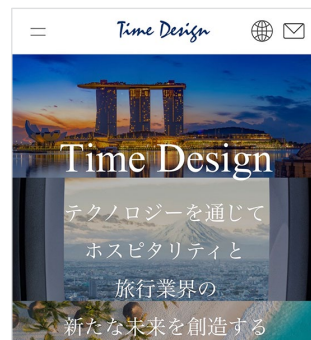 Time Design
Time Design
テクノロジーを通じて
ホスピタリティと
旅行業界の
新たな未来を創造する